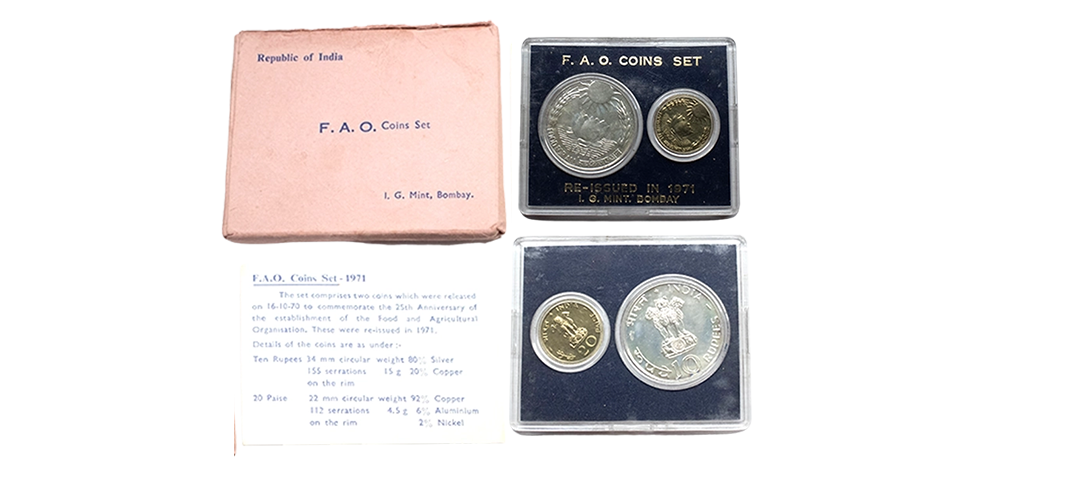 Republic of India
F. A. O. Coins Set
I. G. Mint, Bombay.
F. A. O. COINS SET
RE-ISSUED IN 1971
I. G. MINT. BOMBAY
F.A.O. Coins Set - 1971
The set comprises two coins which were released
on 16-10-70 to commemorate the 25th Anniversary of
the establishment of the Food and Agricultural
Organisation. These were re-issued in 1971.
Details of the coins are as under :-
Ten Rupees 34 mm circular weight 80% Silver
155 serrations 15 g 20% Copper
on the rim
20 Paise 22 mm circular weight 92% Copper
112 serrations 4.5 g 6% Aluminium
on the rim 2% Nickel
20
भारत INDIA
10 RUPEES